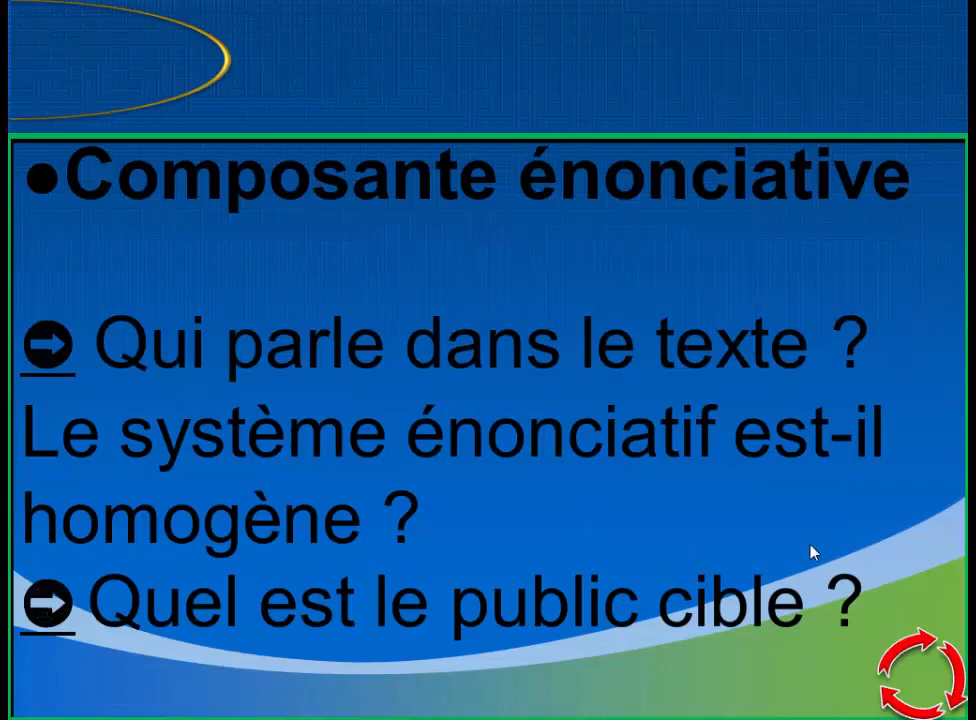 ●Composante énonciative
➲ Qui parle dans le texte ?
Le système énonciatif est-il
homogène ?
➲ Quel est le public cible ?